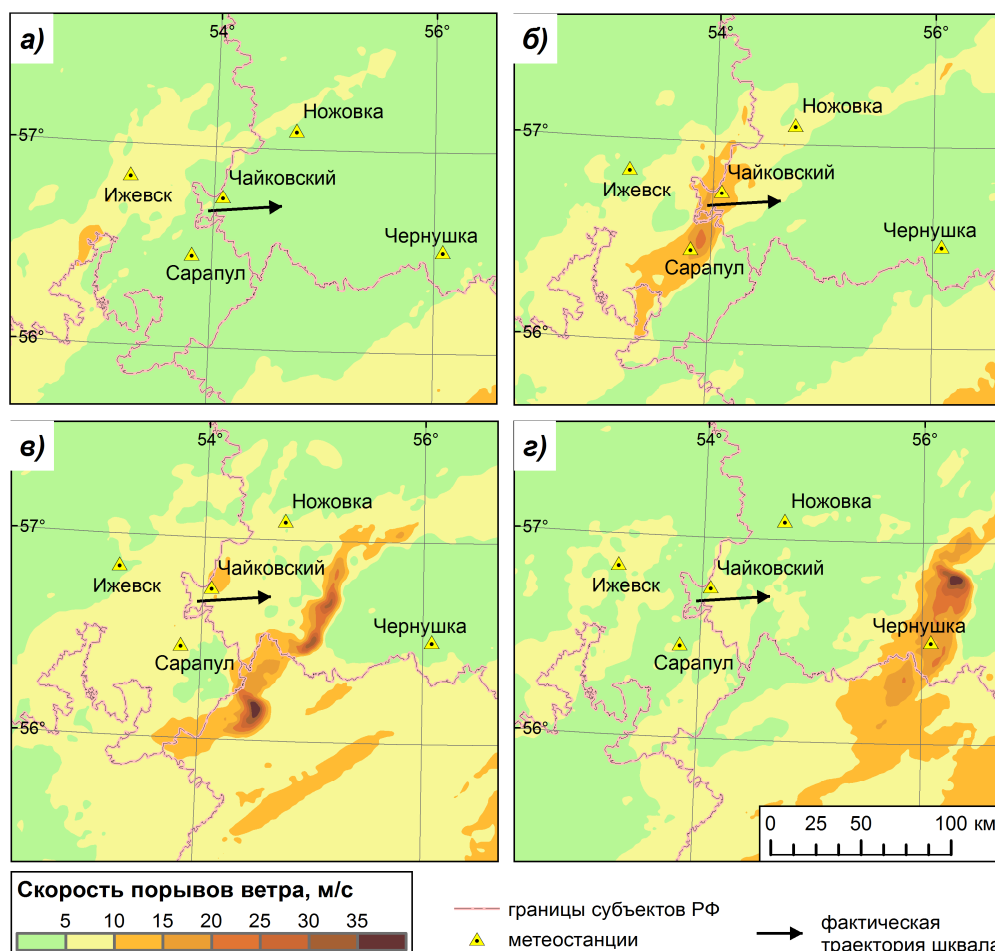 а)
54°
56°
57°
Ножовка
Ижевск
Чайковский
Чернушка
Сарапул
56°
б)
54°
56°
57°
Ножовка
Ижевск
Чайковский
Чернушка
Сарапул
56°
в)
54°
56°
57°
Ножовка
Ижевск
Чайковский
Чернушка
Сарапул
56°
г)
54°
56°
57°
Ножовка
Ижевск
Чайковский
Чернушка
Сарапул
56°
0 25 50 100 км
Скорость порывов ветра, м/с
5 10 15 20 25 30 35
границы субъектов РФ
метеостанции
фактическая
траектория шквала